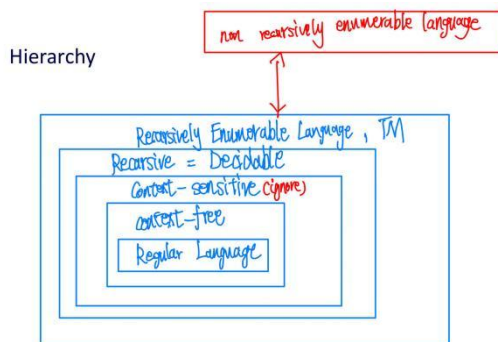 non recursively enumerable language
Hierarchy
Recursively Enumerable Language, TM
Recursive = Decidable
Context-sensitive (ignore)
context-free
Regular Language